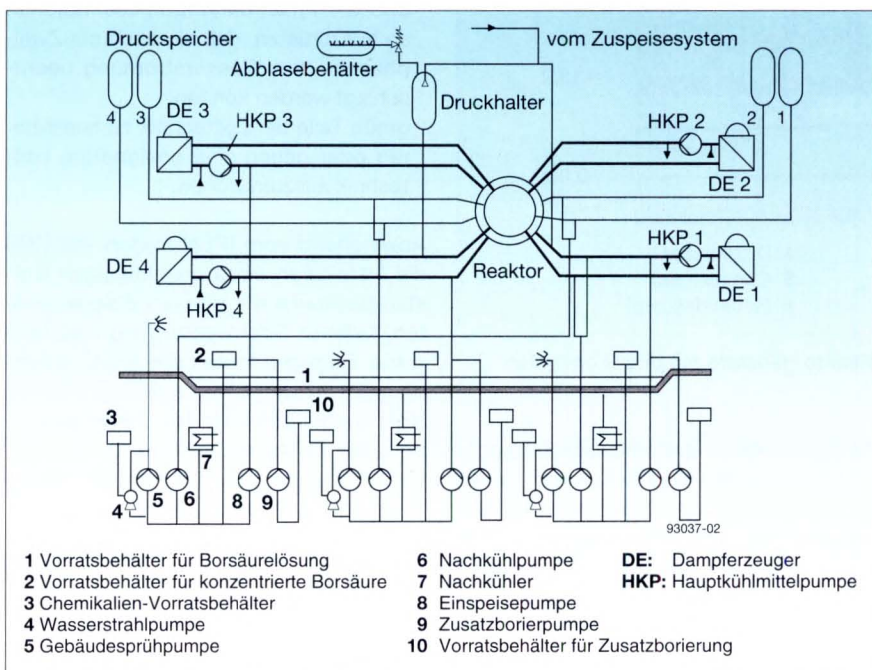 Druckspeicher
vom Zuspeisesystem
Abblasebehälter
Druckhalter
4 3
2 1
DE 3
HKP 3
HKP 2
DE 2
DE 4
HKP 4
Reaktor
HKP 1
DE 1
2
1
3
10
7
4
5
6
8
9
93037-02
1 Vorratsbehälter für Borsäurelösung
2 Vorratsbehälter für konzentrierte Borsäure
3 Chemikalien-Vorratsbehälter
4 Wasserstrahlpumpe
5 Gebäudesprühpumpe
6 Nachkühlpumpe
7 Nachkühler
8 Einspeisepumpe
9 Zusatzborierpumpe
10 Vorratsbehälter für Zusatzborierung
DE: Dampferzeuger
HKP: Hauptkühlmittelpumpe